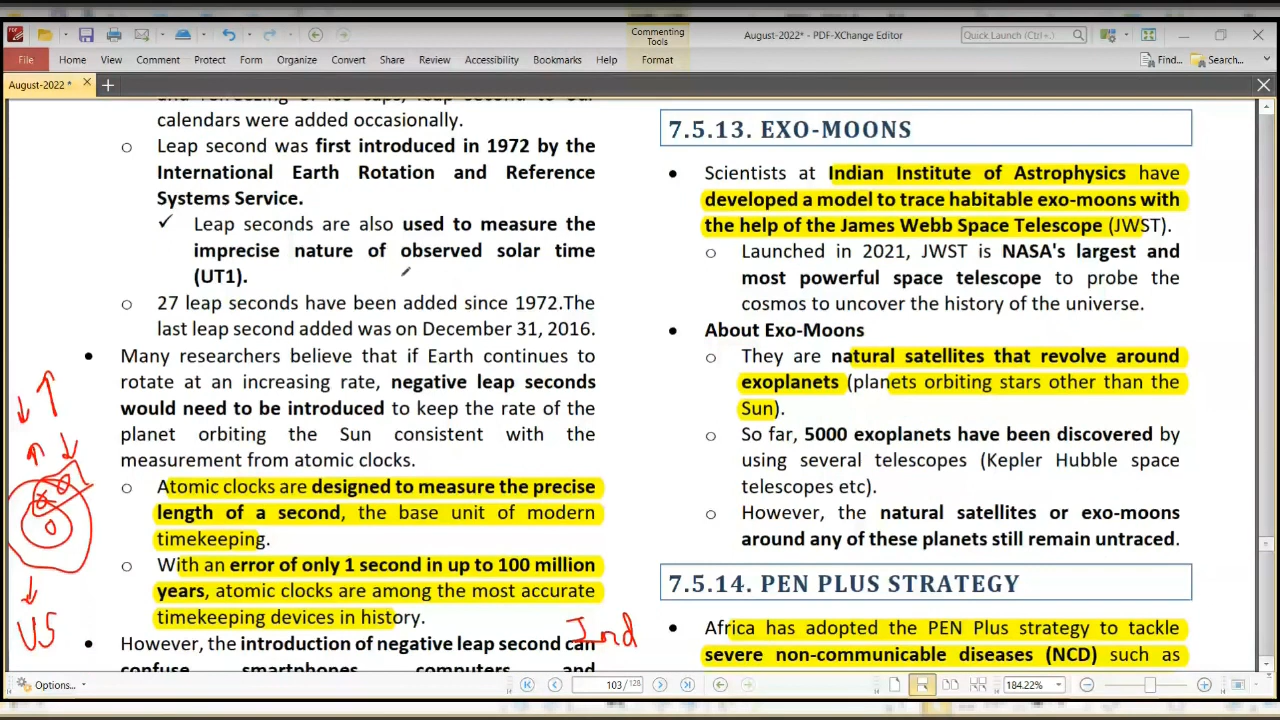 Commenting Tools
August-2022* - PDF-XChange Editor
Quick Launch (Ctrl+.)
File Home View Comment Protect Form Organize Convert Share Review Accessibility Bookmarks Help Format
Find... Search...
August-2022 *
calendars were added occasionally.
o Leap second was first introduced in 1972 by the
International Earth Rotation and Reference
Systems Service.
✓ Leap seconds are also used to measure the
imprecise nature of observed solar time
(UT1).
o 27 leap seconds have been added since 1972.The
last leap second added was on December 31, 2016.
• Many researchers believe that if Earth continues to
rotate at an increasing rate, negative leap seconds
would need to be introduced to keep the rate of the
planet orbiting the Sun consistent with the
measurement from atomic clocks.
o Atomic clocks are designed to measure the precise
length of a second, the base unit of modern
timekeeping.
o With an error of only 1 second in up to 100 million
years, atomic clocks are among the most accurate
timekeeping devices in history.
• However, the introduction of negative leap second can
confuse smartphones, computers and
US
Ind
7.5.13. EXO-MOONS
• Scientists at Indian Institute of Astrophysics have
developed a model to trace habitable exo-moons with
the help of the James Webb Space Telescope (JWST).
o Launched in 2021, JWST is NASA's largest and
most powerful space telescope to probe the
cosmos to uncover the history of the universe.
• About Exo-Moons
o They are natural satellites that revolve around
exoplanets (planets orbiting stars other than the
Sun).
o So far, 5000 exoplanets have been discovered by
using several telescopes (Kepler Hubble space
telescopes etc).
o However, the natural satellites or exo-moons
around any of these planets still remain untraced.
7.5.14. PEN PLUS STRATEGY
• Africa has adopted the PEN Plus strategy to tackle
severe non-communicable diseases (NCD) such as
Options...
103 / 128
184.22%